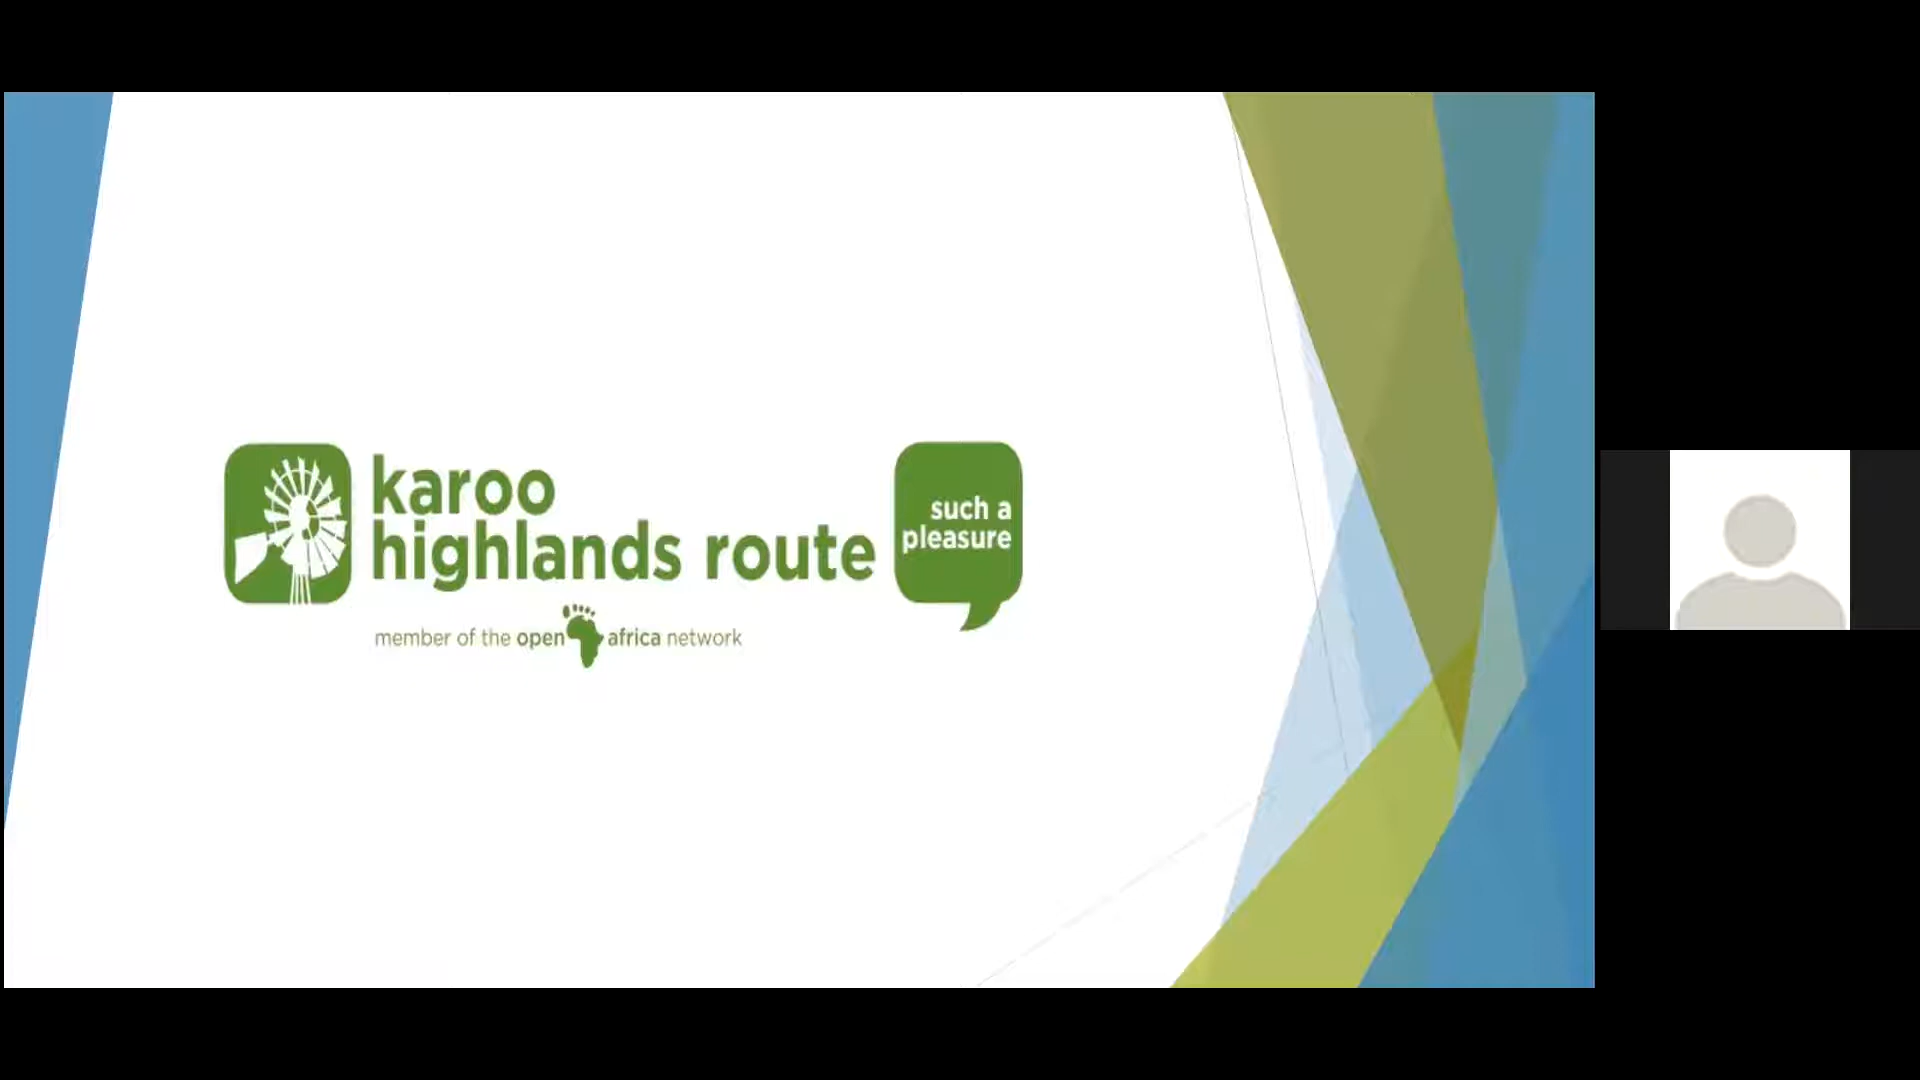 karoo
highlands route
such a
pleasure
member of the open africa network